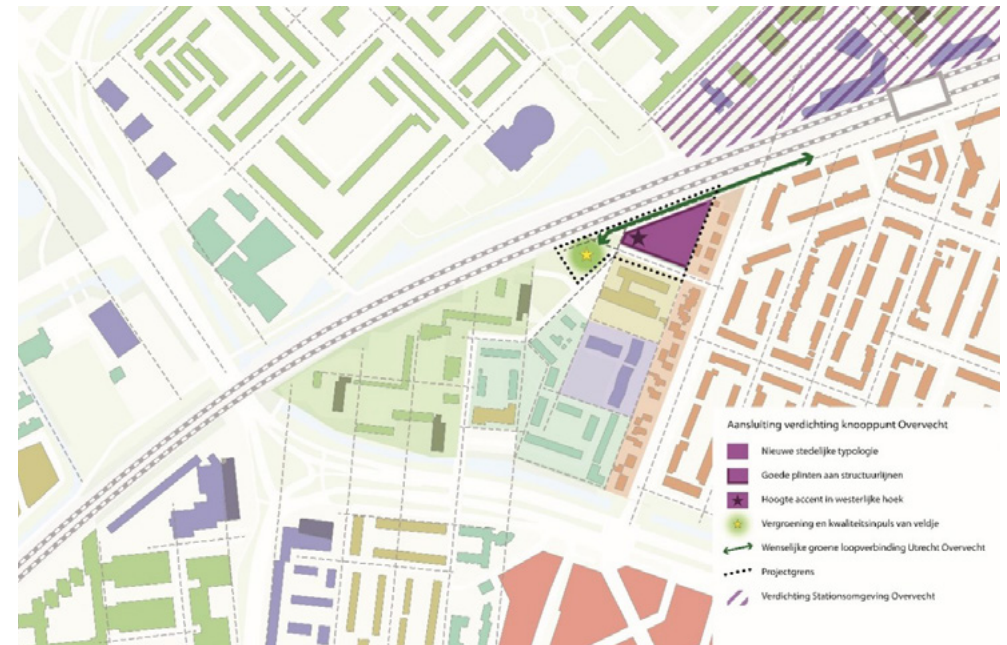 Aansluiting verdichting knooppunt Overvecht
Nieuwe stedelijke typologie
Goede plinten aan structuurlijnen
Hoogte accent in westerlijke hoek
Vergroening en kwaliteitsinpuls van veldje
Wenselijke groene loopverbinding Utrecht Overvecht
Projectgrens
Verdichting Stationsomgeving Overvecht